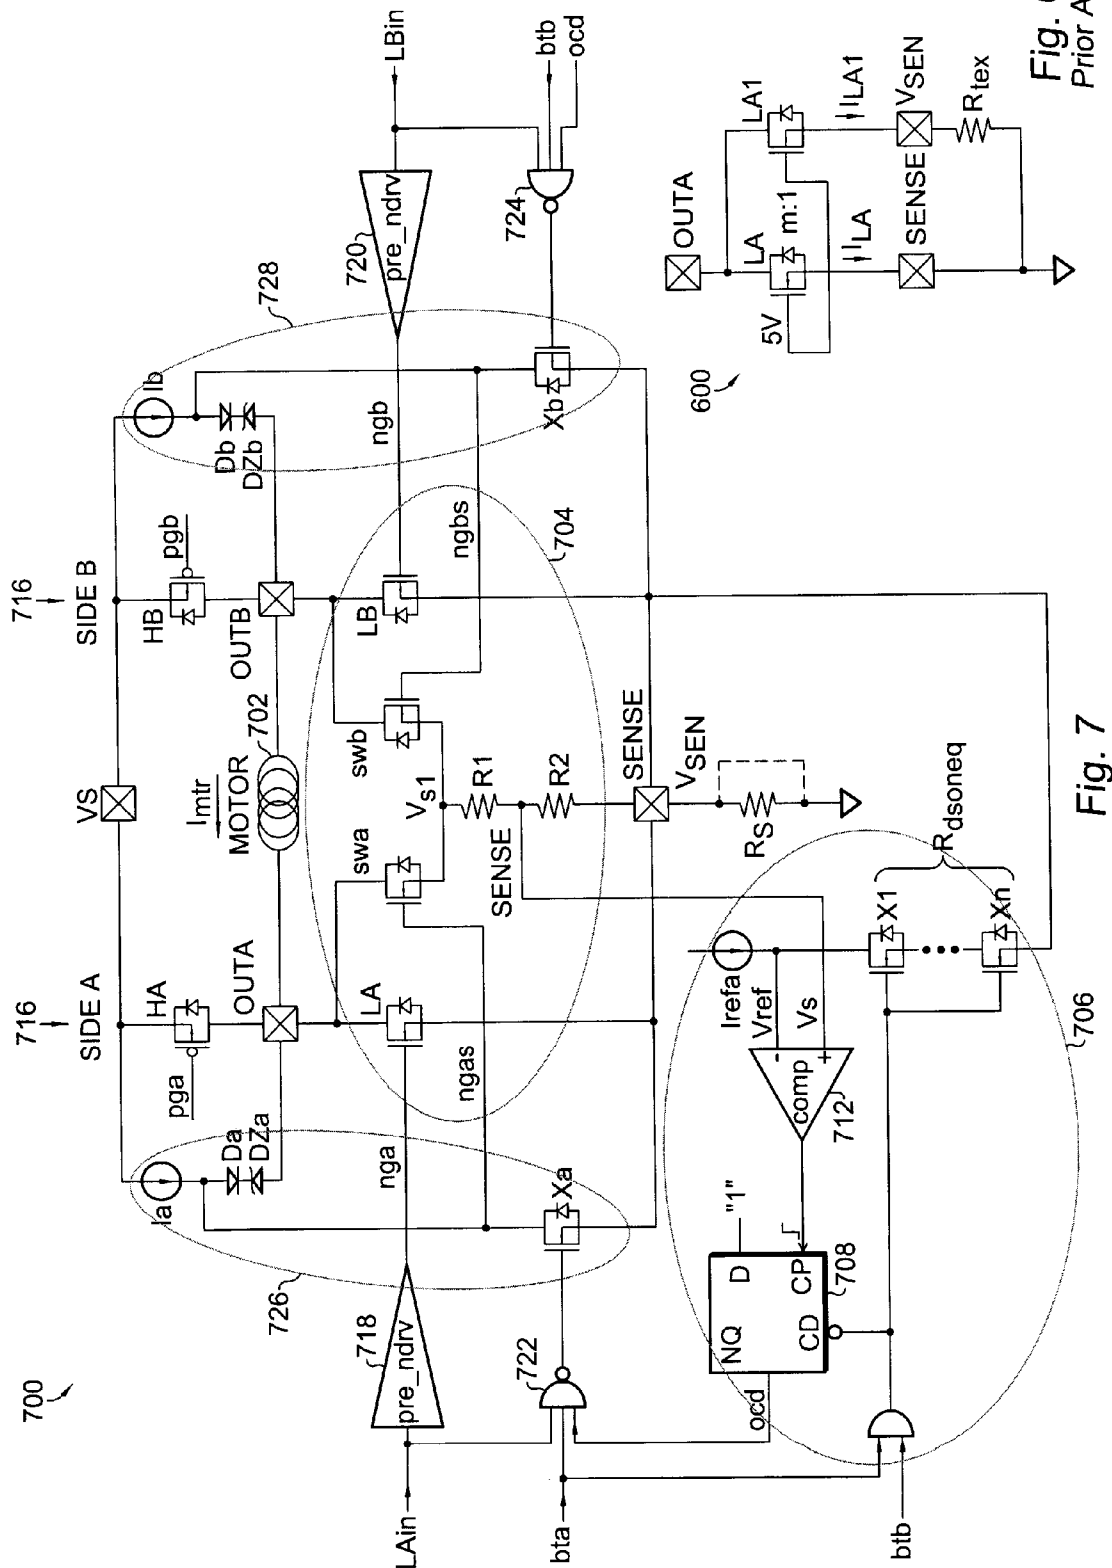 700
716
SIDE A
716
SIDE B
VS
HA
pga
HB
pgb
Imtr
MOTOR
702
OUTA
OUTB
Ia
Da
DZa
Ib
Db
DZb
728
726
LA
LB
swa
swb
nga
ngb
ngas
ngbs
Vs1
R1
R2
SENSE
704
718
pre_ndrv
720
pre_ndrv
LAin
LBin
722
724
Xa
Xb
bta
btb
ocd
SENSE
VSEN
RS
ocd
NQ
D
"1"
CD
CP
708
comp
-
+
712
Irefa
Vref
Vs
X1
Xn
Rdsoneq
706
btb
Fig. 7
600
OUTA
LA
m:1
LA1
5V
ILA
ILA1
SENSE
VSEN
Rtex
Fig.
Prior